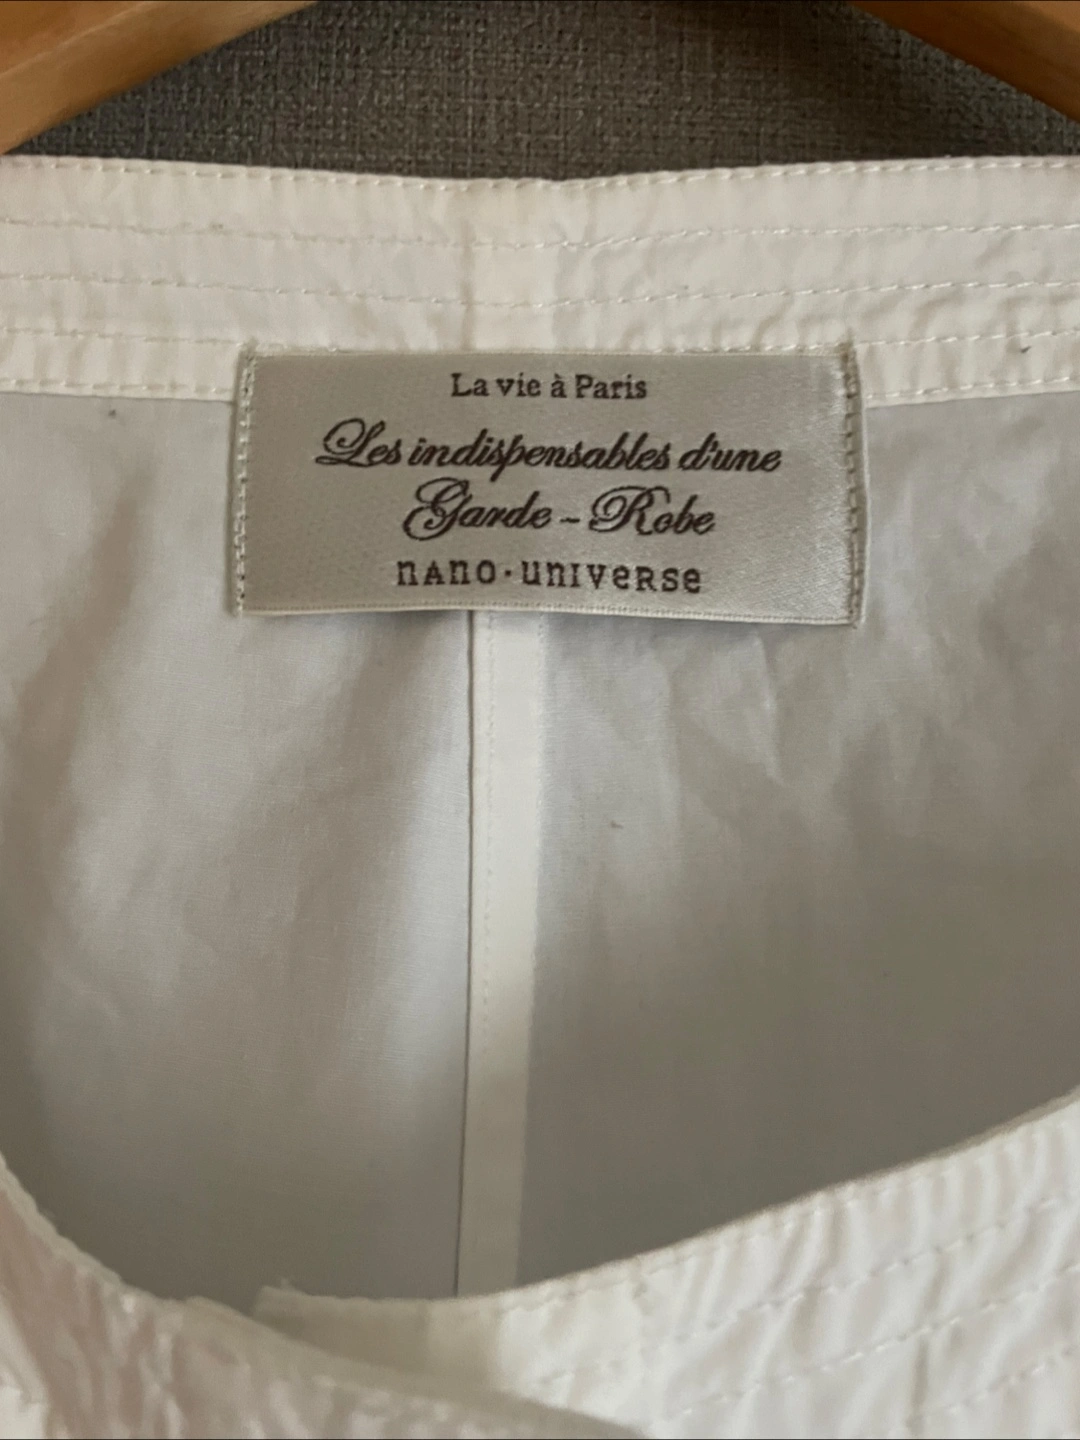 La vie à Paris
Les indispensables d'une
Garde - Robe
nano·universe